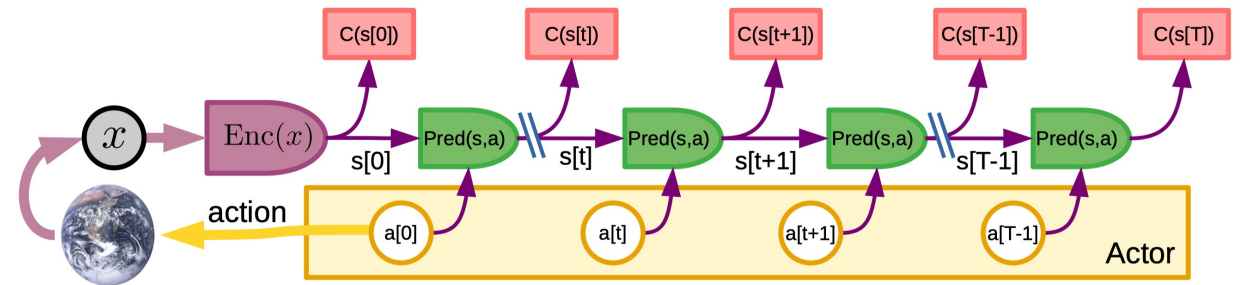 C(s[0])
C(s[t])
C(s[t+1])
C(s[T-1])
C(s[T])
x
Enc(x)
Pred(s,a)
Pred(s,a)
Pred(s,a)
Pred(s,a)
s[0]
s[t]
s[t+1]
s[T-1]
action
a[0]
a[t]
a[t+1]
a[T-1]
Actor